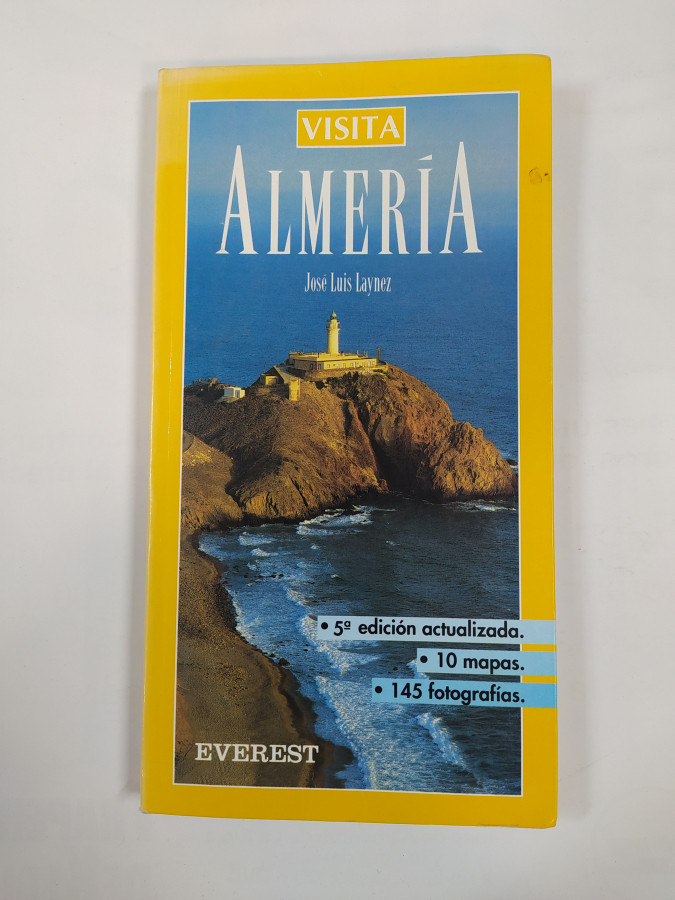 VISITA
ALMERÍA
José Luis Laynez
• 5ª edición actualizada.
• 10 mapas.
• 145 fotografías.
EVEREST